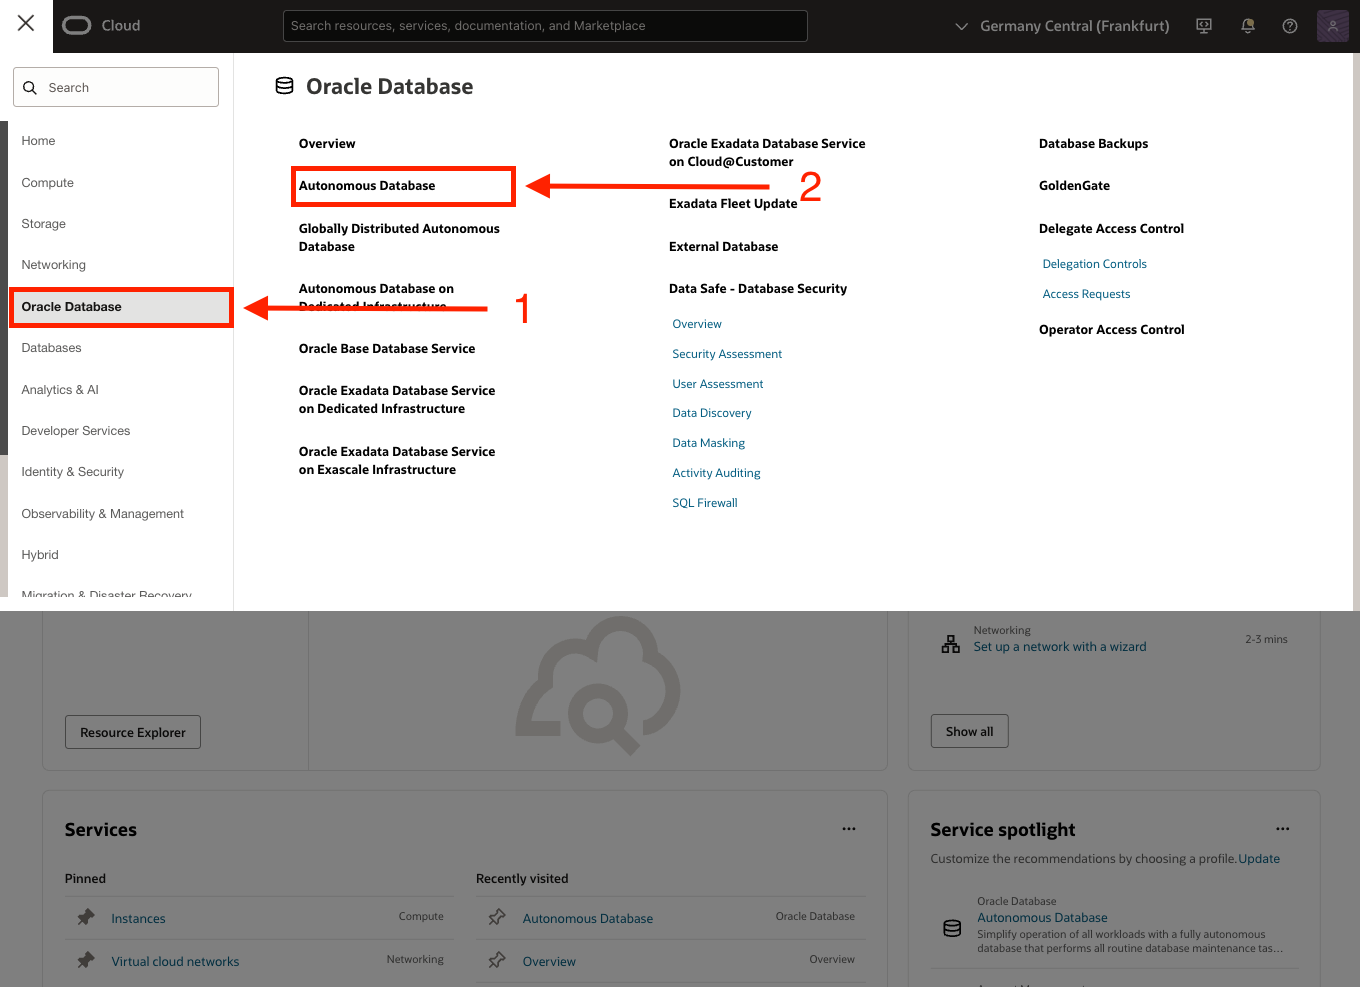 Cloud
Search resources, services, documentation, and Marketplace
Germany Central (Frankfurt)
Search
Home
Compute
Storage
Networking
Oracle Database
Databases
Analytics & AI
Developer Services
Identity & Security
Observability & Management
Hybrid
Migration & Disaster Recovery
Oracle Database
Overview
Autonomous Database
Globally Distributed Autonomous
Database
Autonomous Database on
Dedicated Infrastructure
Oracle Base Database Service
Oracle Exadata Database Service
on Dedicated Infrastructure
Oracle Exadata Database Service
on Exascale Infrastructure
1
2
Oracle Exadata Database Service
on Cloud@Customer
Exadata Fleet Update
External Database
Data Safe - Database Security
Overview
Security Assessment
User Assessment
Data Discovery
Data Masking
Activity Auditing
SQL Firewall
Database Backups
GoldenGate
Delegate Access Control
Delegation Controls
Access Requests
Operator Access Control
Resource Explorer
Networking
Set up a network with a wizard
2-3 mins
Show all
Services
Pinned
Instances
Compute
Virtual cloud networks
Networking
Recently visited
Autonomous Database
Oracle Database
Overview
Overview
Service spotlight
Customize the recommendations by choosing a profile. Update
Oracle Database
Autonomous Database
Simplify operation of all workloads with a fully autonomous
database that performs all routine database maintenance tas...